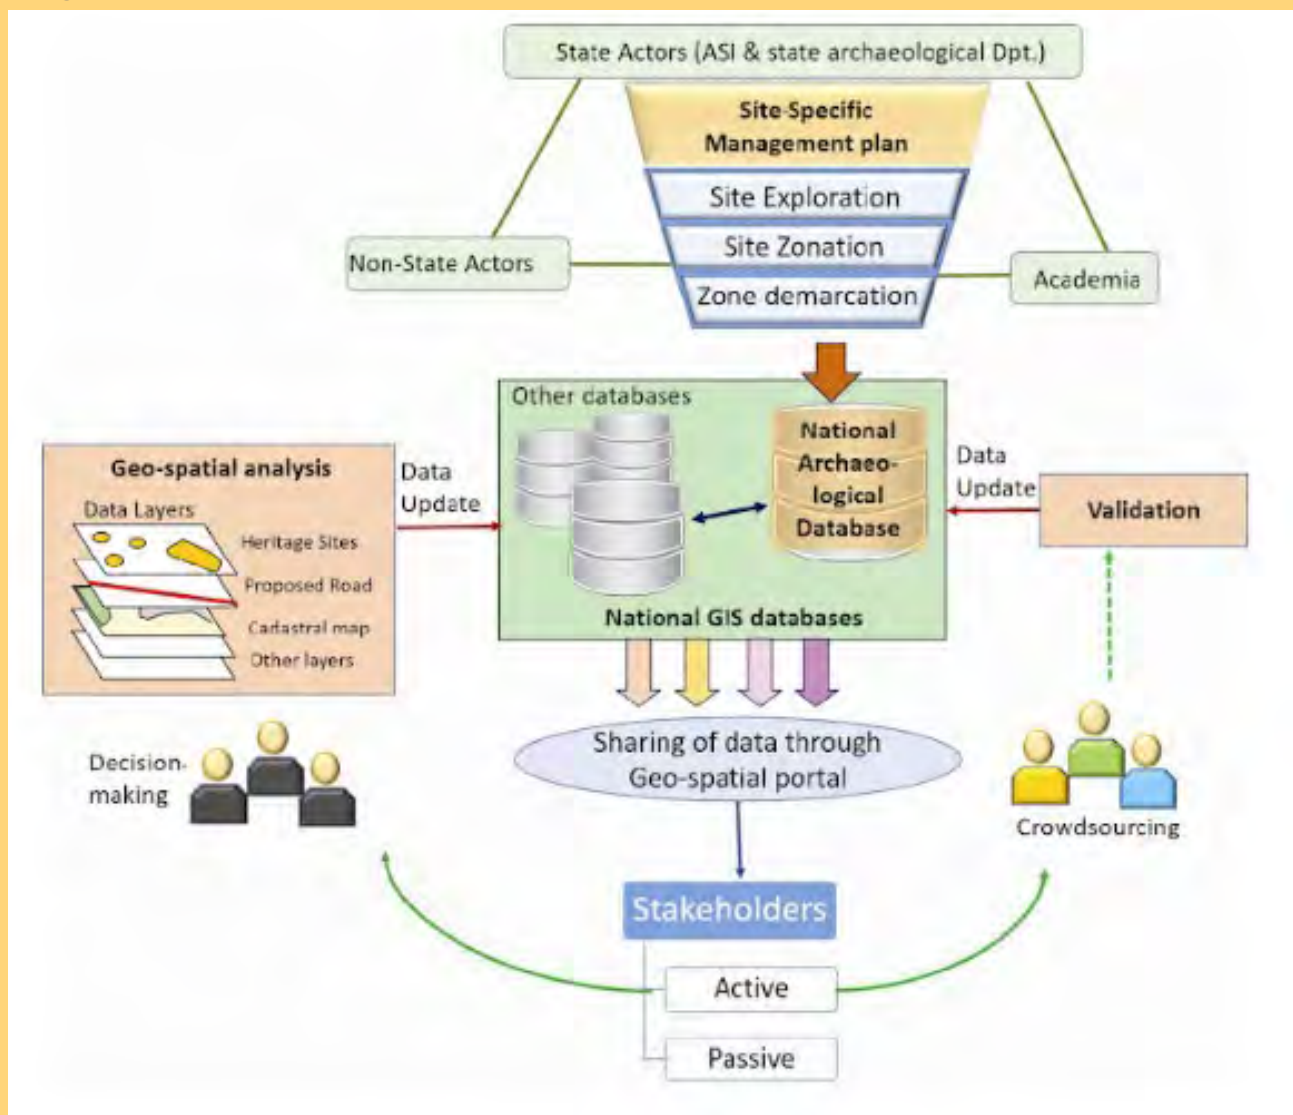 State Actors (ASI & state archaeological Dpt.)
Site-Specific
Management plan
Site Exploration
Site Zonation
Zone demarcation
Non-State Actors
Academia
Other databases
National
Archaeo-
logical
Database
National GIS databases
Geo-spatial analysis
Data Layers
Heritage Sites
Proposed Road
Cadastral map
Other layers
Data
Update
Data
Update
Validation
Decision-
making
Sharing of data through
Geo-spatial portal
Crowdsourcing
Stakeholders
Active
Passive